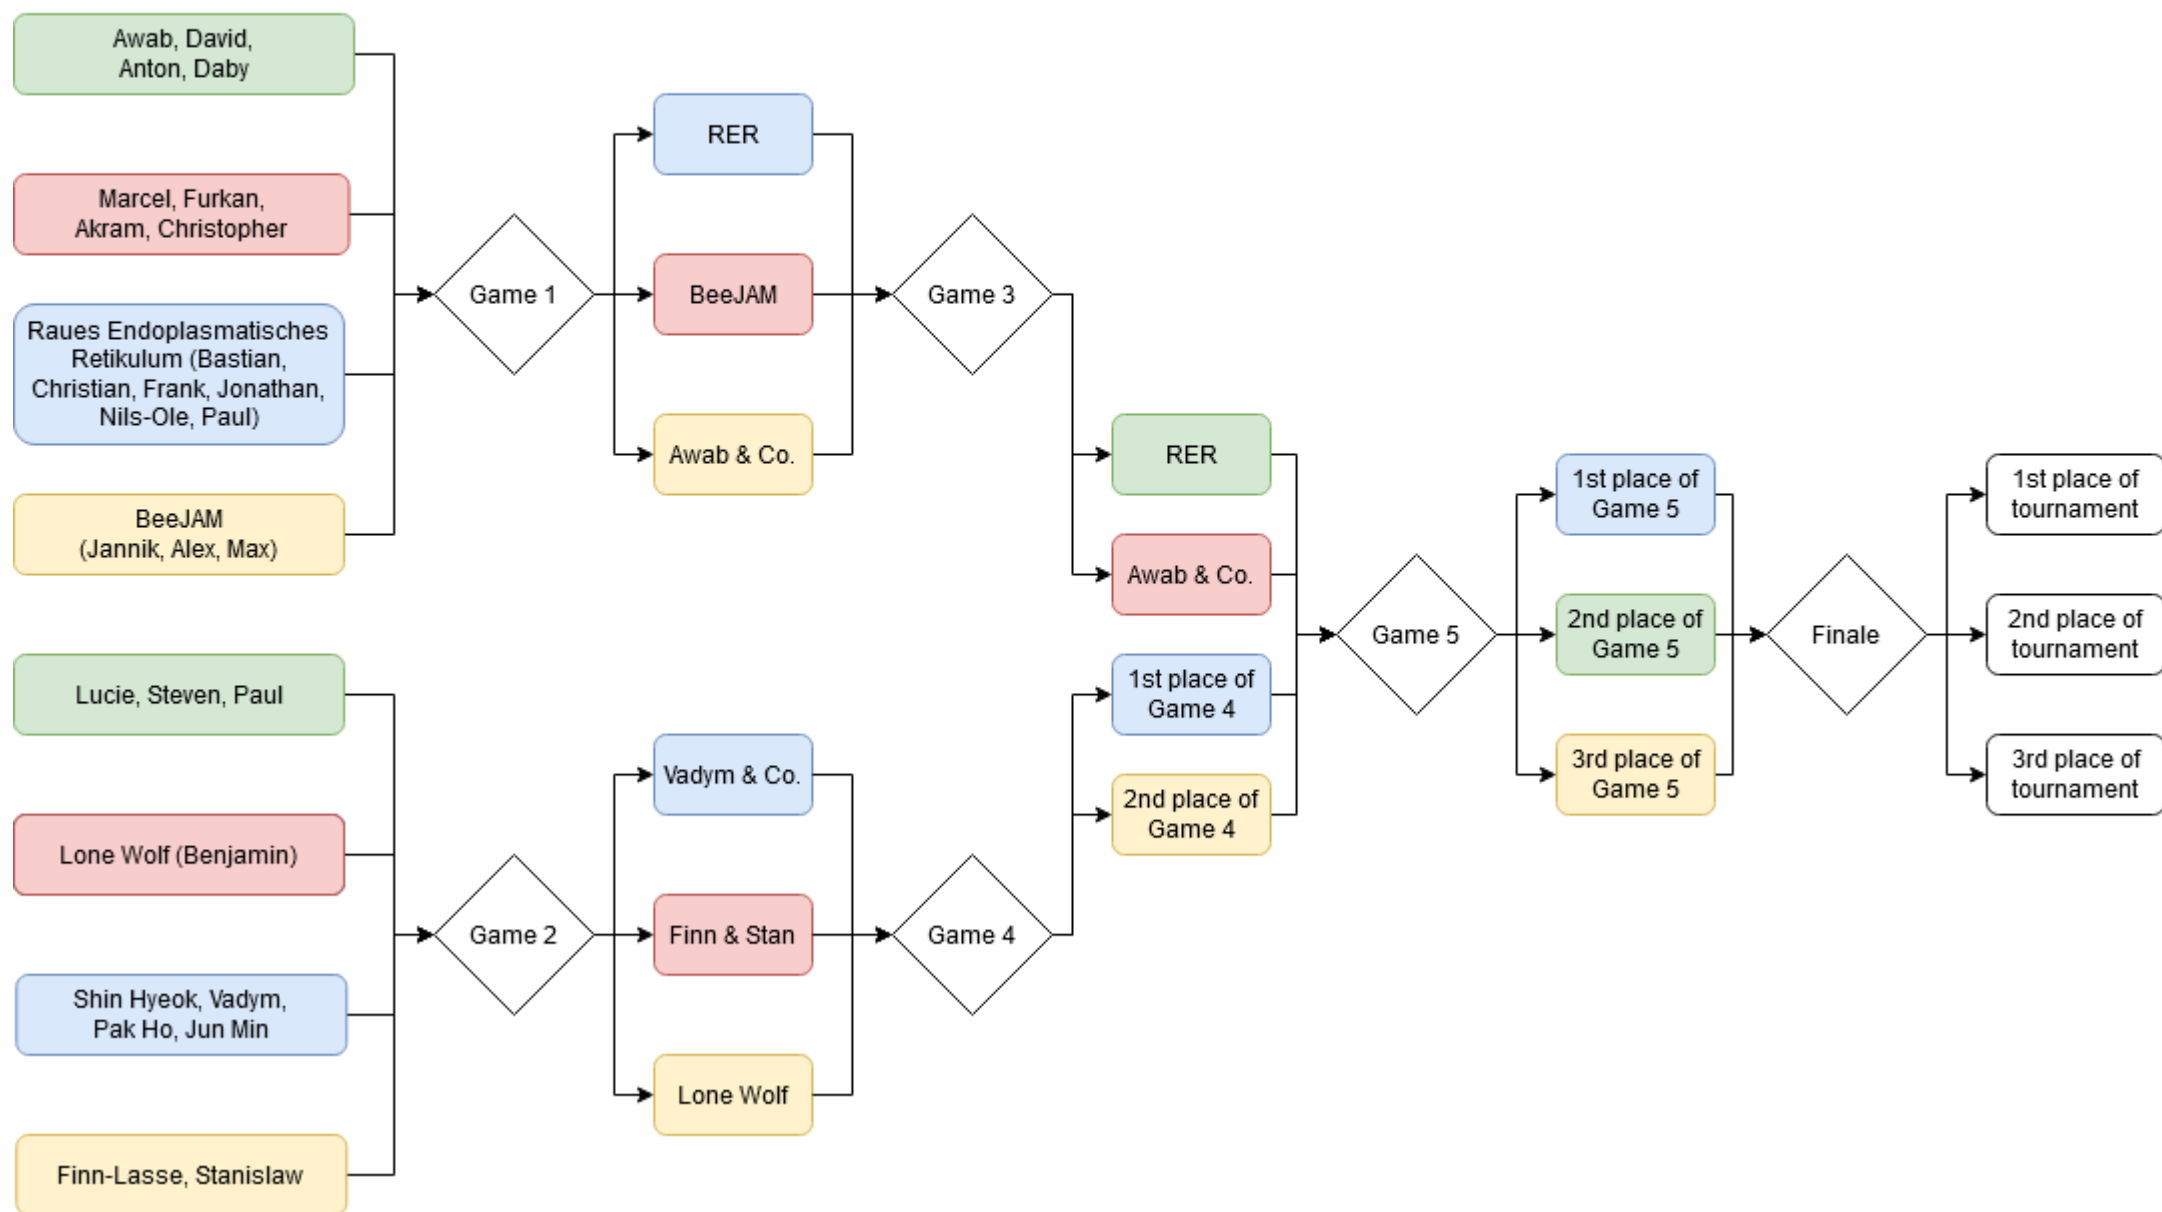 Awab, David,
Anton, Daby
Marcel, Furkan,
Akram, Christopher
Raues Endoplasmatisches
Retikulum (Bastian,
Christian, Frank, Jonathan,
Nils-Ole, Paul)
BeeJAM
(Jannik, Alex, Max)
Lucie, Steven, Paul
Lone Wolf (Benjamin)
Shin Hyeok, Vadym,
Pak Ho, Jun Min
Finn-Lasse, Stanislaw
Game 1
Game 2
RER
BeeJAM
Awab & Co.
Vadym & Co.
Finn & Stan
Lone Wolf
Game 3
Game 4
RER
Awab & Co.
1st place of
Game 4
2nd place of
Game 4
Game 5
1st place of
Game 5
2nd place of
Game 5
3rd place of
Game 5
Finale
1st place of
tournament
2nd place of
tournament
3rd place of
tournament